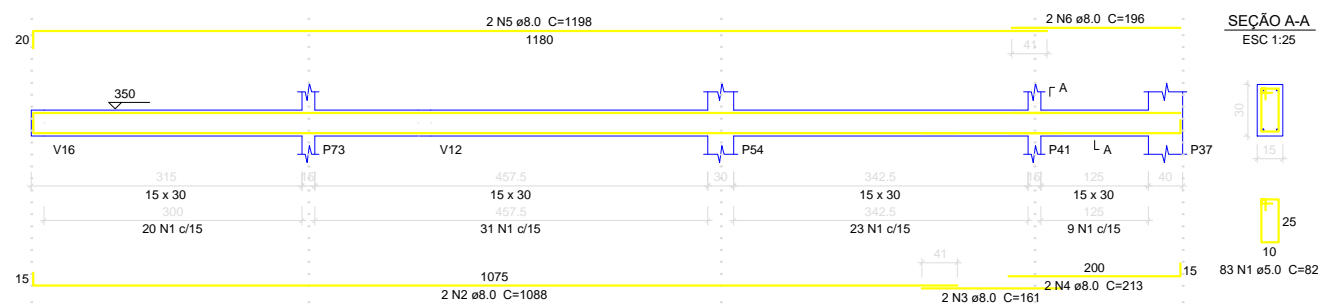 2 N5 ø8.0 C=1198
2 N6 ø8.0 C=196
SEÇÃO A-A
ESC 1:25
20
1180
41
350
A
30
V16
P73
V12
P54
P41
A
P37
15
315
15
457.5
30
342.5
15
125
40
15 x 30
15 x 30
15 x 30
15 x 30
300
457.5
342.5
125
20 N1 c/15
31 N1 c/15
23 N1 c/15
9 N1 c/15
25
10
41
15
1075
200
15
83 N1 ø5.0 C=82
2 N2 ø8.0 C=1088
2 N4 ø8.0 C=213
2 N3 ø8.0 C=161